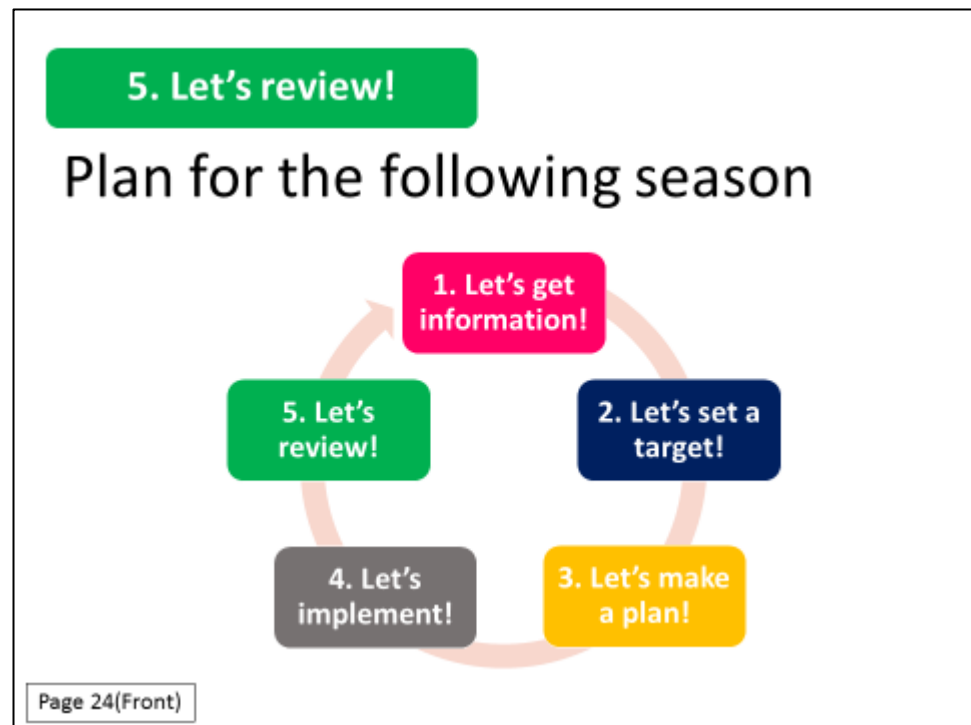 5. Let's review!
Plan for the following season
1. Let's get
information!
2. Let's set a
target!
3. Let's make
a plan!
4. Let's
implement!
5. Let's
review!
Page 24(Front)